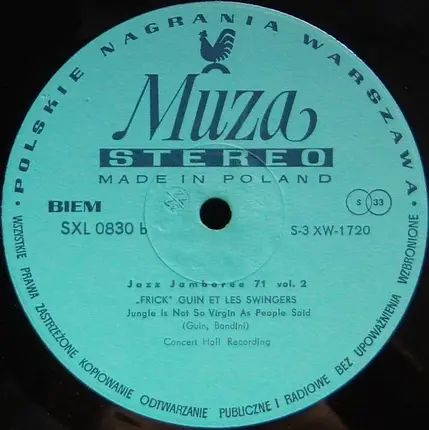 • POLSKIE NAGRANIA WARSZAWA •
Muza
STEREO
MADE IN POLAND
BIEM
S 33
SXL 0830 B
S-3 XW-1720
Jazz Jamboree 71 vol. 2
„FRICK" GUIN ET LES SWINGERS
Jungle Is Not So Virgin As People Said
(Guin, Bandini)
Concert Hall Recording
WSZYSTKIE PRAWA ZASTRZEŻONE KOPIOWANIE ODTWARZANIE PUBLICZNE I RADIOWE BEZ UPOWAŻNIENIA WZBRONIONE